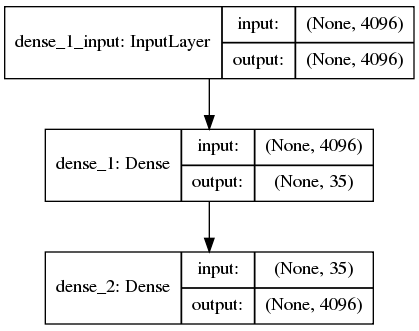 dense_1_input: InputLayer
input:
(None, 4096)
output:
(None, 4096)
dense_1: Dense
input:
(None, 4096)
output:
(None, 35)
dense_2: Dense
input:
(None, 35)
output:
(None, 4096)